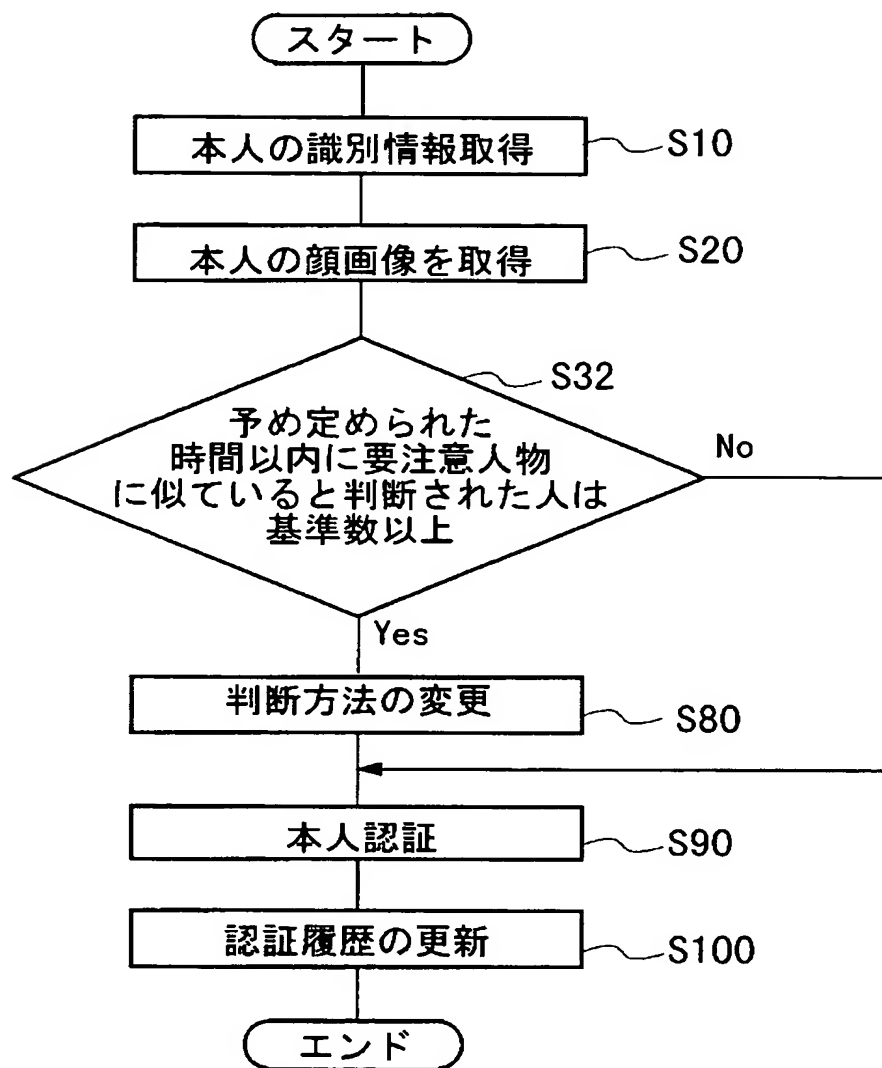 スタート
本人の識別情報取得
S10
本人の顔画像を取得
S20
S32
予め定められた
時間以内に要注意人物
に似ていると判断された人は
基準数以上
No
Yes
判断方法の変更
S80
本人認証
S90
認証履歴の更新
S100
エンド